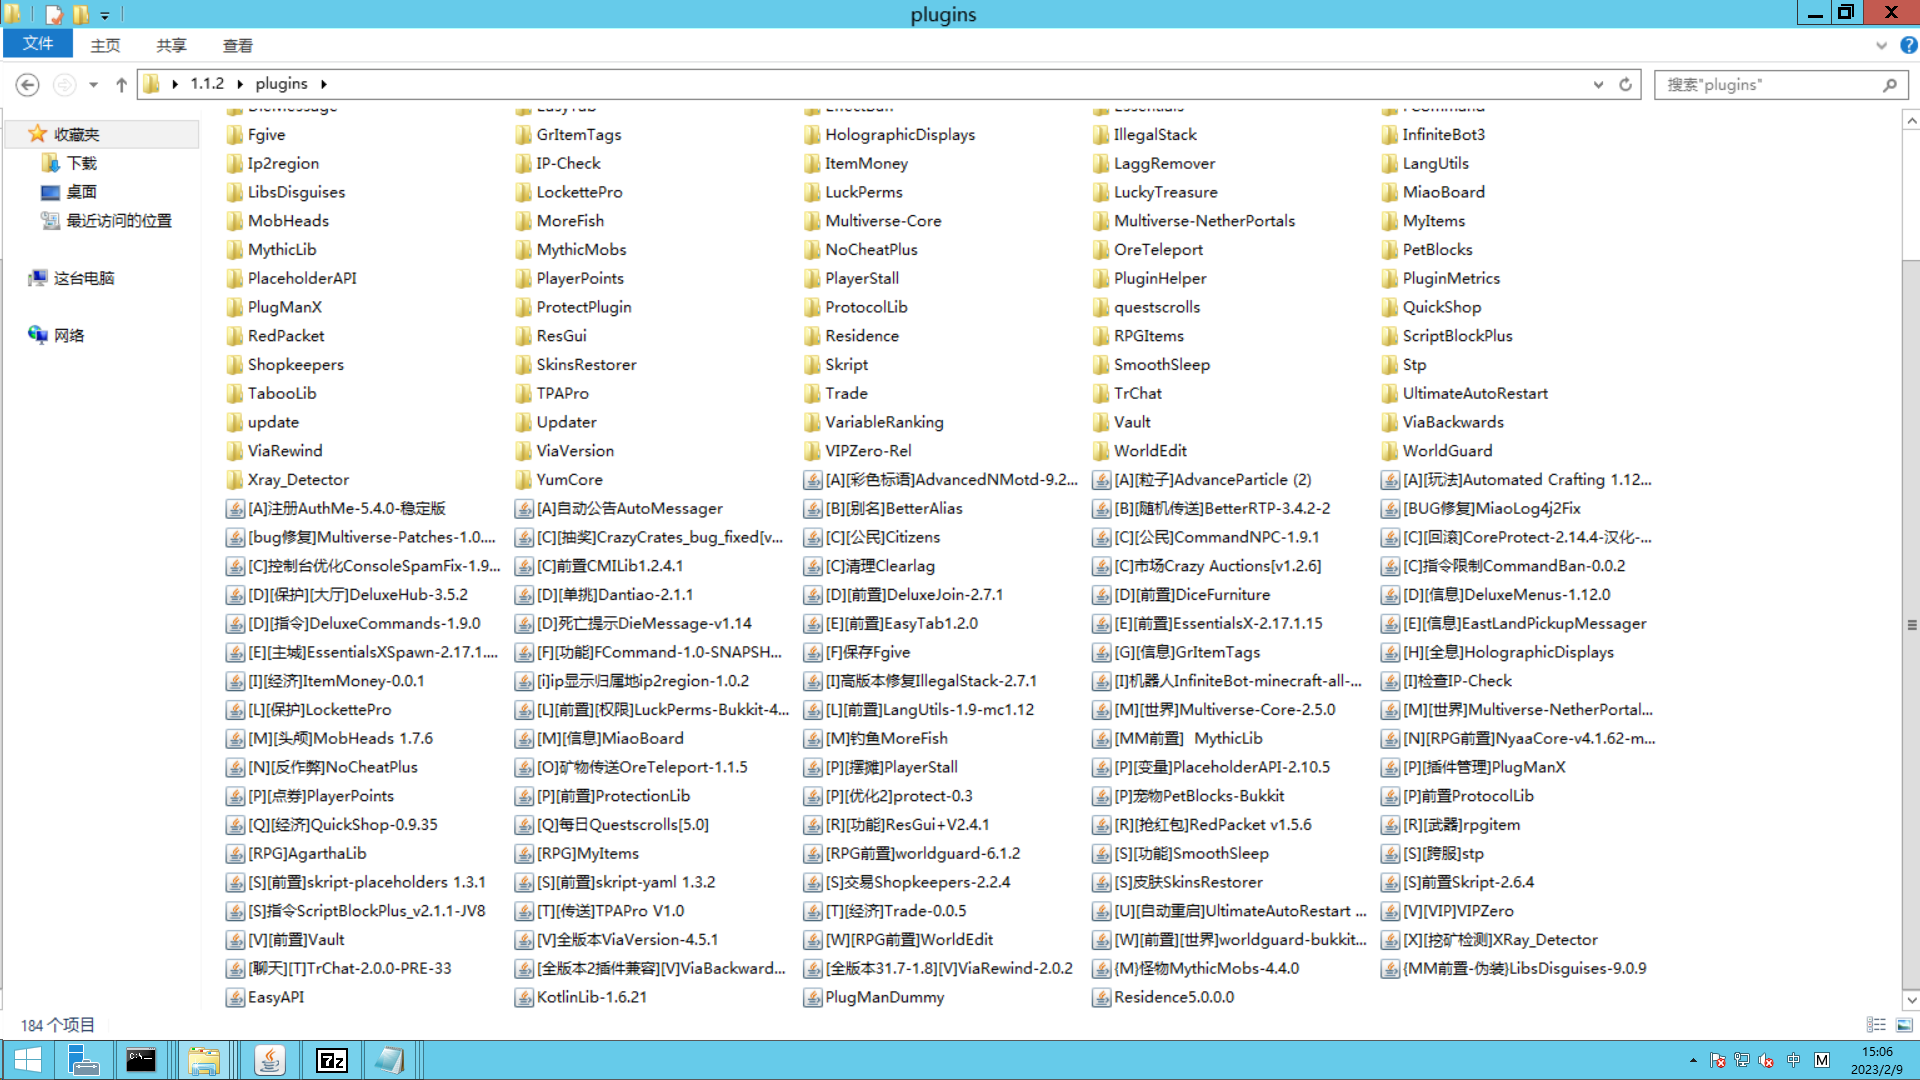 plugins
文件 主页 共享 查看
1.1.2 plugins 搜索"plugins"
DieMessage EasyTab EffectBan Essentials FCommand
收藏夹 Fgive GrItemTags HolographicDisplays IllegalStack InfiniteBot3
下载 Ip2region IP-Check ItemMoney LaggRemover LangUtils
桌面 LibsDisguises LockettePro LuckPerms LuckyTreasure MiaoBoard
最近访问的位置 MobHeads MoreFish Multiverse-Core Multiverse-NetherPortals MyItems
MythicLib MythicMobs NoCheatPlus OreTeleport PetBlocks
这台电脑 PlaceholderAPI PlayerPoints PlayerStall PluginHelper PluginMetrics
PlugManX ProtectPlugin ProtocolLib questscrolls QuickShop
网络 RedPacket ResGui Residence RPGItems ScriptBlockPlus
Shopkeepers SkinsRestorer Skript SmoothSleep Stp
TabooLib TPAPro Trade TrChat UltimateAutoRestart
update Updater VariableRanking Vault ViaBackwards
ViaRewind ViaVersion VIPZero-Rel WorldEdit WorldGuard
Xray_Detector YumCore [A][彩色标语]AdvancedNMotd-9.2... [A][粒子]AdvanceParticle (2) [A][玩法]Automated Crafting 1.12...
[A]注册AuthMe-5.4.0-稳定版 [A]自动公告AutoMessager [B][别名]BetterAlias [B][随机传送]BetterRTP-3.4.2-2 [BUG修复]MiaoLog4j2Fix
[bug修复]Multiverse-Patches-1.0.... [C][抽奖]CrazyCrates_bug_fixed[v... [C][公民]Citizens [C][公民]CommandNPC-1.9.1 [C][回滚]CoreProtect-2.14.4-汉化-...
[C]控制台优化ConsoleSpamFix-1.9... [C]前置CMILib1.2.4.1 [C]清理Clearlag [C]市场Crazy Auctions[v1.2.6] [C]指令限制CommandBan-0.0.2
[D][保护][大厅]DeluxeHub-3.5.2 [D][单挑]Dantiao-2.1.1 [D][前置]DeluxeJoin-2.7.1 [D][前置]DiceFurniture [D][信息]DeluxeMenus-1.12.0
[D][指令]DeluxeCommands-1.9.0 [D]死亡提示DieMessage-v1.14 [E][前置]EasyTab1.2.0 [E][前置]EssentialsX-2.17.1.15 [E][信息]EastLandPickupMessager
[E][主城]EssentialsXSpawn-2.17.1.... [F][功能]FCommand-1.0-SNAPSH... [F]保存Fgive [G][信息]GrItemTags [H][全息]HolographicDisplays
[I][经济]ItemMoney-0.0.1 [i]ip显示归属地ip2region-1.0.2 [I]高版本修复IllegalStack-2.7.1 [I]机器人InfiniteBot-minecraft-all-... [I]检查IP-Check
[L][保护]LockettePro [L][前置][权限]LuckPerms-Bukkit-4... [L][前置]LangUtils-1.9-mc1.12 [M][世界]Multiverse-Core-2.5.0 [M][世界]Multiverse-NetherPortal...
[M][头颅]MobHeads 1.7.6 [M][信息]MiaoBoard [M]钓鱼MoreFish [MM前置] MythicLib [N][RPG前置]NyaaCore-v4.1.62-m...
[N][反作弊]NoCheatPlus [O]矿物传送OreTeleport-1.1.5 [P][摆摊]PlayerStall [P][变量]PlaceholderAPI-2.10.5 [P][插件管理]PlugManX
[P][点券]PlayerPoints [P][前置]ProtectionLib [P][优化2]protect-0.3 [P]宠物PetBlocks-Bukkit [P]前置ProtocolLib
[Q][经济]QuickShop-0.9.35 [Q]每日Questscrolls[5.0] [R][功能]ResGui+V2.4.1 [R][抢红包]RedPacket v1.5.6 [R][武器]rpgitem
[RPG]AgarthaLib [RPG]MyItems [RPG前置]worldguard-6.1.2 [S][功能]SmoothSleep [S][跨服]stp
[S][前置]skript-placeholders 1.3.1 [S][前置]skript-yaml 1.3.2 [S]交易Shopkeepers-2.2.4 [S]皮肤SkinsRestorer [S]前置Skript-2.6.4
[S]指令ScriptBlockPlus_v2.1.1-JV8 [T][传送]TPAPro V1.0 [T][经济]Trade-0.0.5 [U][自动重启]UltimateAutoRestart ... [V][VIP]VIPZero
[V][前置]Vault [V]全版本ViaVersion-4.5.1 [W][RPG前置]WorldEdit [W][前置][世界]worldguard-bukkit... [X][挖矿检测]XRay_Detector
[聊天][T]TrChat-2.0.0-PRE-33 [全版本2插件兼容][V]ViaBackward... [全版本31.7-1.8][V]ViaRewind-2.0.2 {M}怪物MythicMobs-4.4.0 {MM前置-伪装}LibsDisguises-9.0.9
EasyAPI KotlinLib-1.6.21 PlugManDummy Residence5.0.0.0
184 个项目
C:\_ 7z 中 M 15:06
2023/2/9